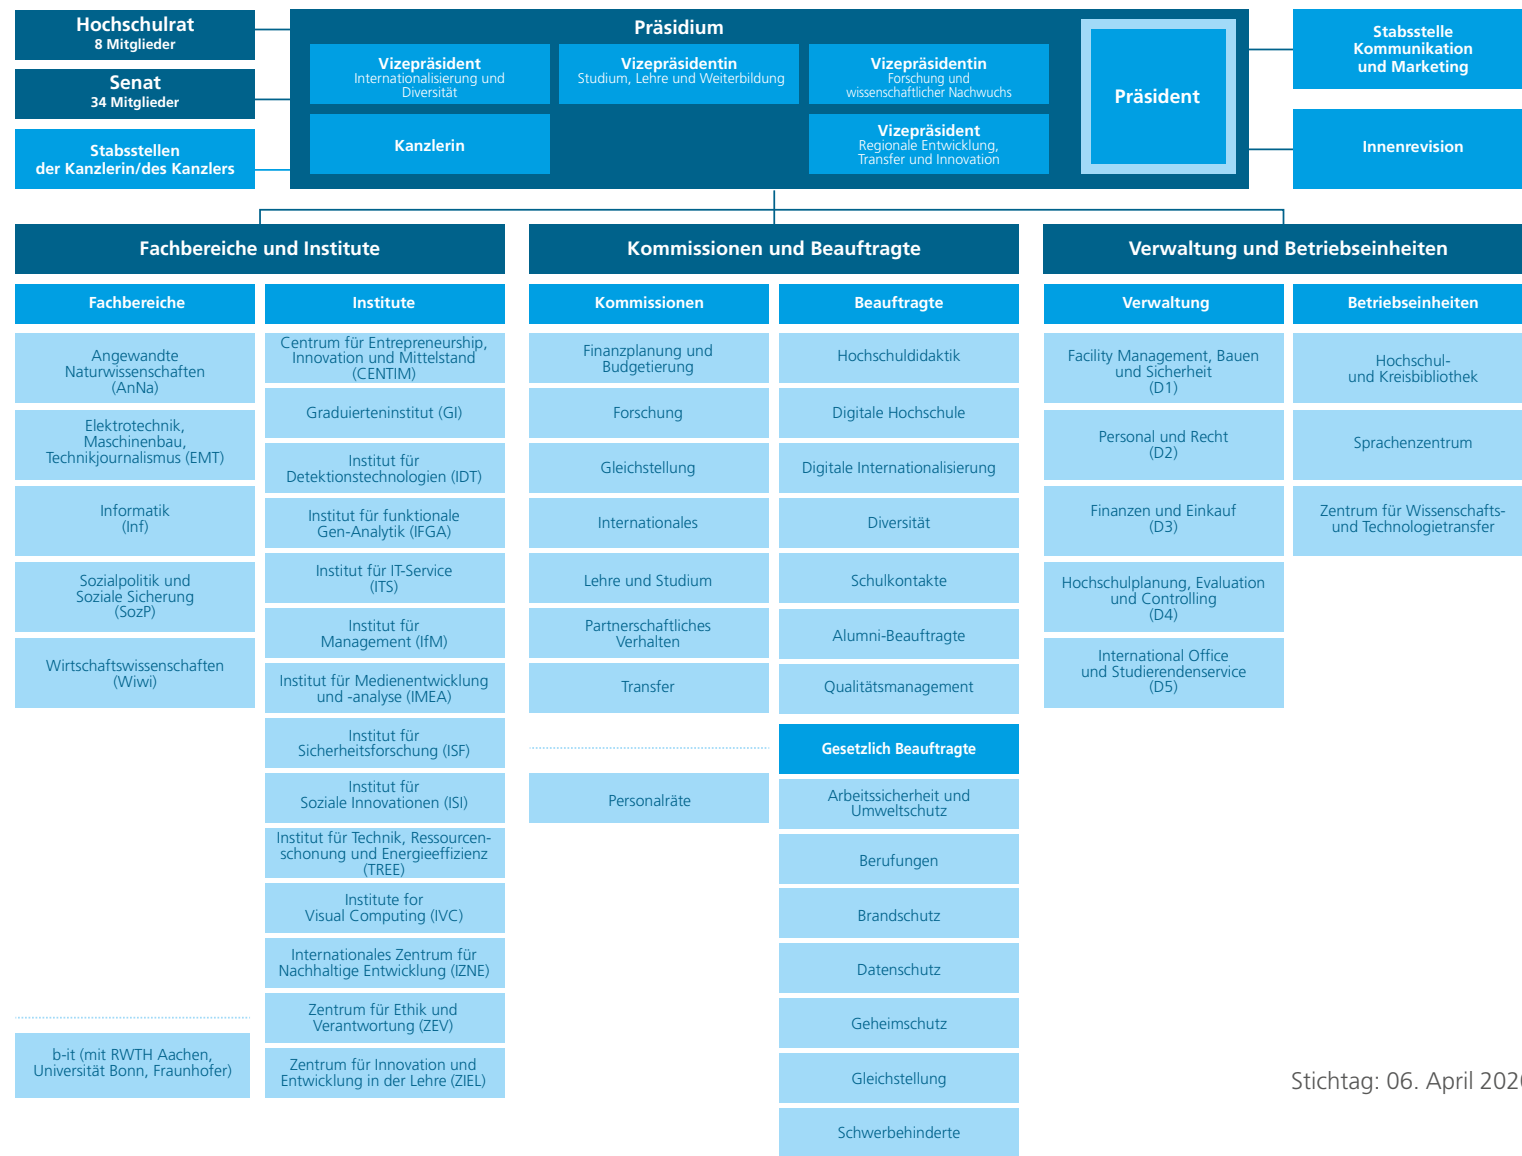 Hochschulrat
8 Mitglieder
Senat
34 Mitglieder
Stabsstellen
der Kanzlerin/des Kanzlers
Präsidium
Vizepräsident
Internationalisierung und
Diversität
Vizepräsidentin
Studium, Lehre und Weiterbildung
Vizepräsidentin
Forschung und
wissenschaftlicher Nachwuchs
Kanzlerin
Vizepräsident
Regionale Entwicklung,
Transfer und Innovation
Präsident
Stabsstelle
Kommunikation
und Marketing
Innenrevision
Fachbereiche und Institute
Fachbereiche
Angewandte
Naturwissenschaften
(AnNa)
Elektrotechnik,
Maschinenbau,
Technikjournalismus (EMT)
Informatik
(Inf)
Sozialpolitik und
Soziale Sicherung
(SozP)
Wirtschaftswissenschaften
(Wiwi)
b-it (mit RWTH Aachen,
Universität Bonn, Fraunhofer)
Institute
Centrum für Entrepreneurship,
Innovation und Mittelstand
(CENTIM)
Graduierteninstitut (GI)
Institut für
Detektionstechnologien (IDT)
Institut für funktionale
Gen-Analytik (IFGA)
Institut für IT-Service
(ITS)
Institut für
Management (IfM)
Institut für Medienentwicklung
und -analyse (IMEA)
Institut für
Sicherheitsforschung (ISF)
Institut für
Soziale Innovationen (ISI)
Institut für Technik, Ressourcen-
schonung und Energieeffizienz
(TREE)
Institute for
Visual Computing (IVC)
Internationales Zentrum für
Nachhaltige Entwicklung (IZNE)
Zentrum für Ethik und
Verantwortung (ZEV)
Zentrum für Innovation und
Entwicklung in der Lehre (ZIEL)
Kommissionen und Beauftragte
Kommissionen
Finanzplanung und
Budgetierung
Forschung
Gleichstellung
Internationales
Lehre und Studium
Partnerschaftliches
Verhalten
Transfer
Personalräte
Beauftragte
Hochschuldidaktik
Digitale Hochschule
Digitale Internationalisierung
Diversität
Schulkontakte
Alumni-Beauftragte
Qualitätsmanagement
Gesetzlich Beauftragte
Arbeitssicherheit und
Umweltschutz
Berufungen
Brandschutz
Datenschutz
Geheimschutz
Gleichstellung
Schwerbehinderte
Verwaltung und Betriebseinheiten
Verwaltung
Facility Management, Bauen
und Sicherheit
(D1)
Personal und Recht
(D2)
Finanzen und Einkauf
(D3)
Hochschulplanung, Evaluation
und Controlling
(D4)
International Office
und Studierendenservice
(D5)
Betriebseinheiten
Hochschul-
und Kreisbibliothek
Sprachenzentrum
Zentrum für Wissenschafts-
und Technologietransfer
Stichtag: 06. April